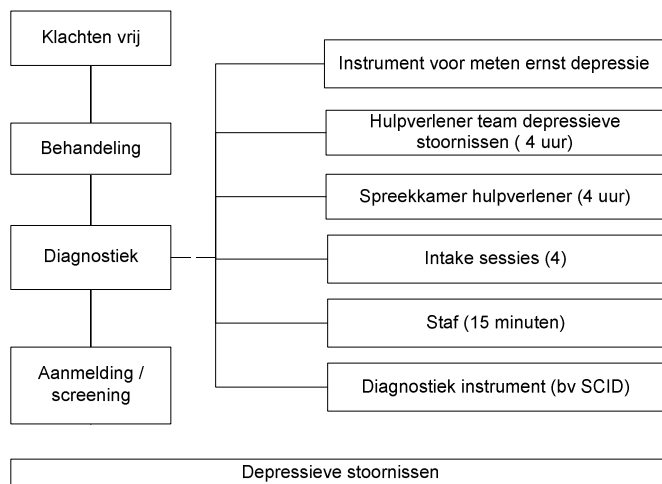 Klachten vrij
Behandeling
Diagnostiek
Aanmelding /
screening
Instrument voor meten ernst depressie
Hulpverlener team depressieve
stoornissen ( 4 uur)
Spreekkamer hulpverlener (4 uur)
Intake sessies (4)
Staf (15 minuten)
Diagnostiek instrument (bv SCID)
Depressieve stoornissen